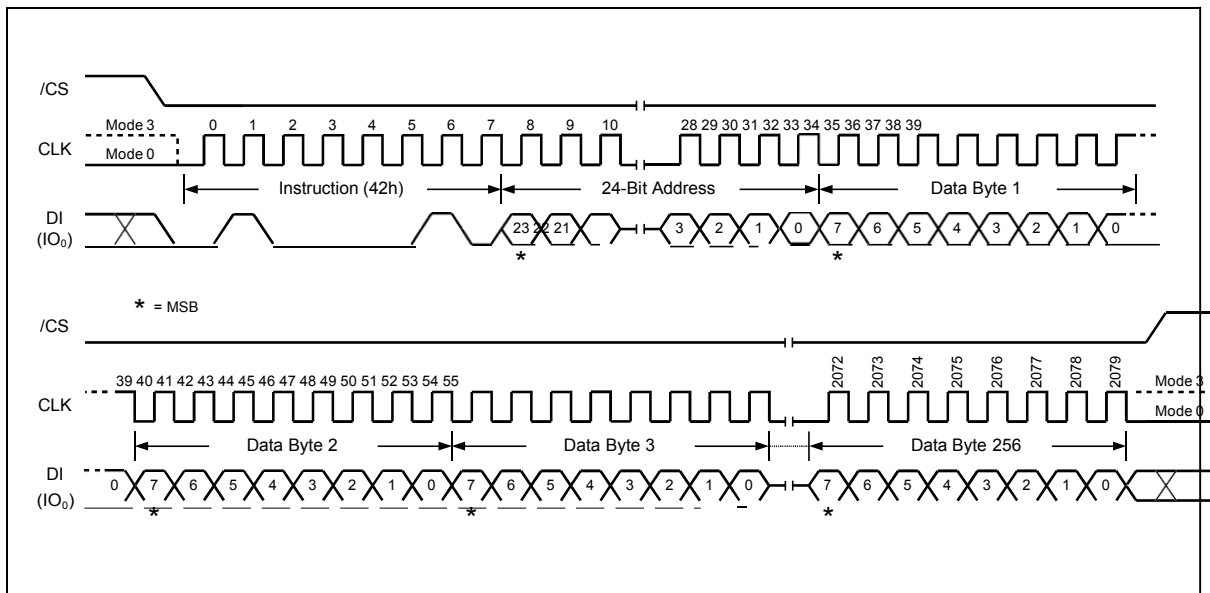 /CS
Mode 3 0 1 2 3 4 5 6 7 8 9 10 28 29 30 31 32 33 34 35 36 37 38 39
CLK
Mode 0
Instruction (42h) 24-Bit Address Data Byte 1
DI
(IO0)
23 22 21 3 2 1 0 7 6 5 4 3 2 1 0
* *
* = MSB
/CS
39 40 41 42 43 44 45 46 47 48 49 50 51 52 53 54 55 2072 2073 2074 2075 2076 2077 2078 2079
Mode 3
CLK
Mode 0
Data Byte 2 Data Byte 3 Data Byte 256
DI
(IO0)
0 7 6 5 4 3 2 1 0 7 6 5 4 3 2 1 0 7 6 5 4 3 2 1 0
* * *